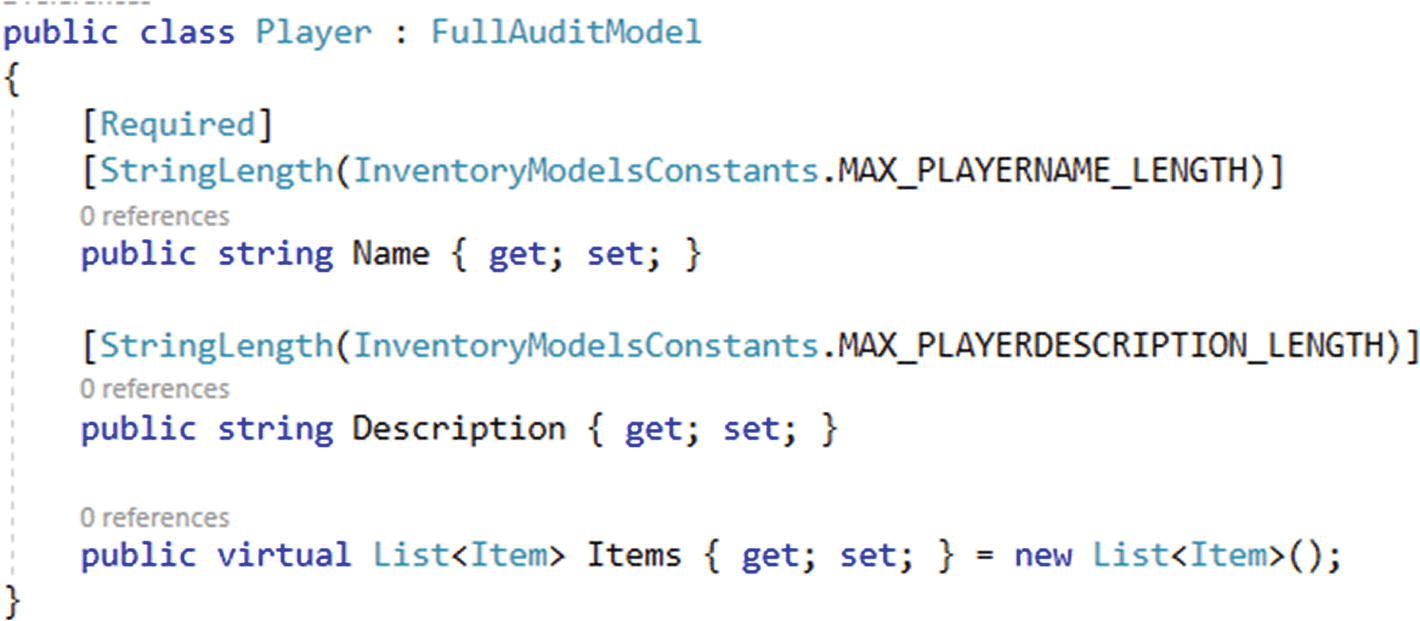 public class Player : FullAuditModel
{
[Required]
[StringLength(InventoryModelsConstants.MAX_PLAYERNAME_LENGTH)]
0 references
public string Name { get; set; }
[StringLength(InventoryModelsConstants.MAX_PLAYERDESCRIPTION_LENGTH)]
0 references
public string Description { get; set; }
0 references
public virtual List<Item> Items { get; set; } = new List<Item>();
}